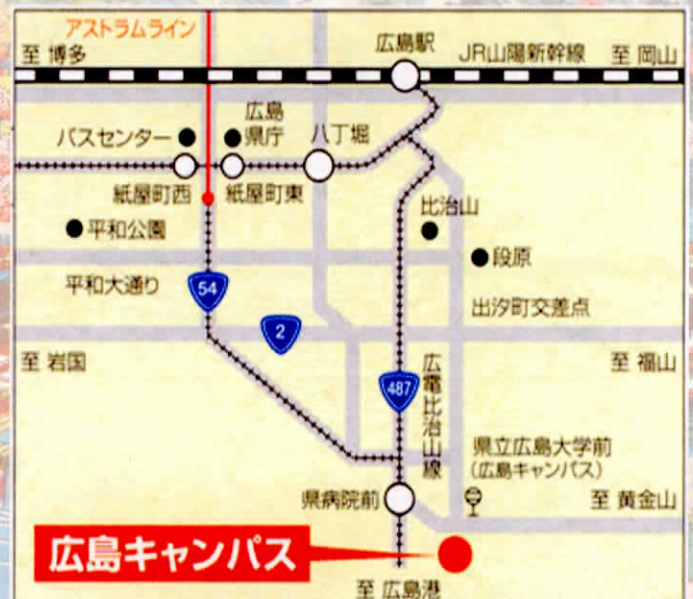 アストラムライン
至 博多
広島駅
JR山陽新幹線
至 岡山
バスセンター
広島
県庁
八丁堀
紙屋町西
紙屋町東
比治山
平和公園
段原
平和大通り
54
出汐町交差点
2
至 岩国
至 福山
広電比治山線
487
県立広島大学前
(広島キャンパス)
県病院前
至 黄金山
広島キャンパス
至 広島港